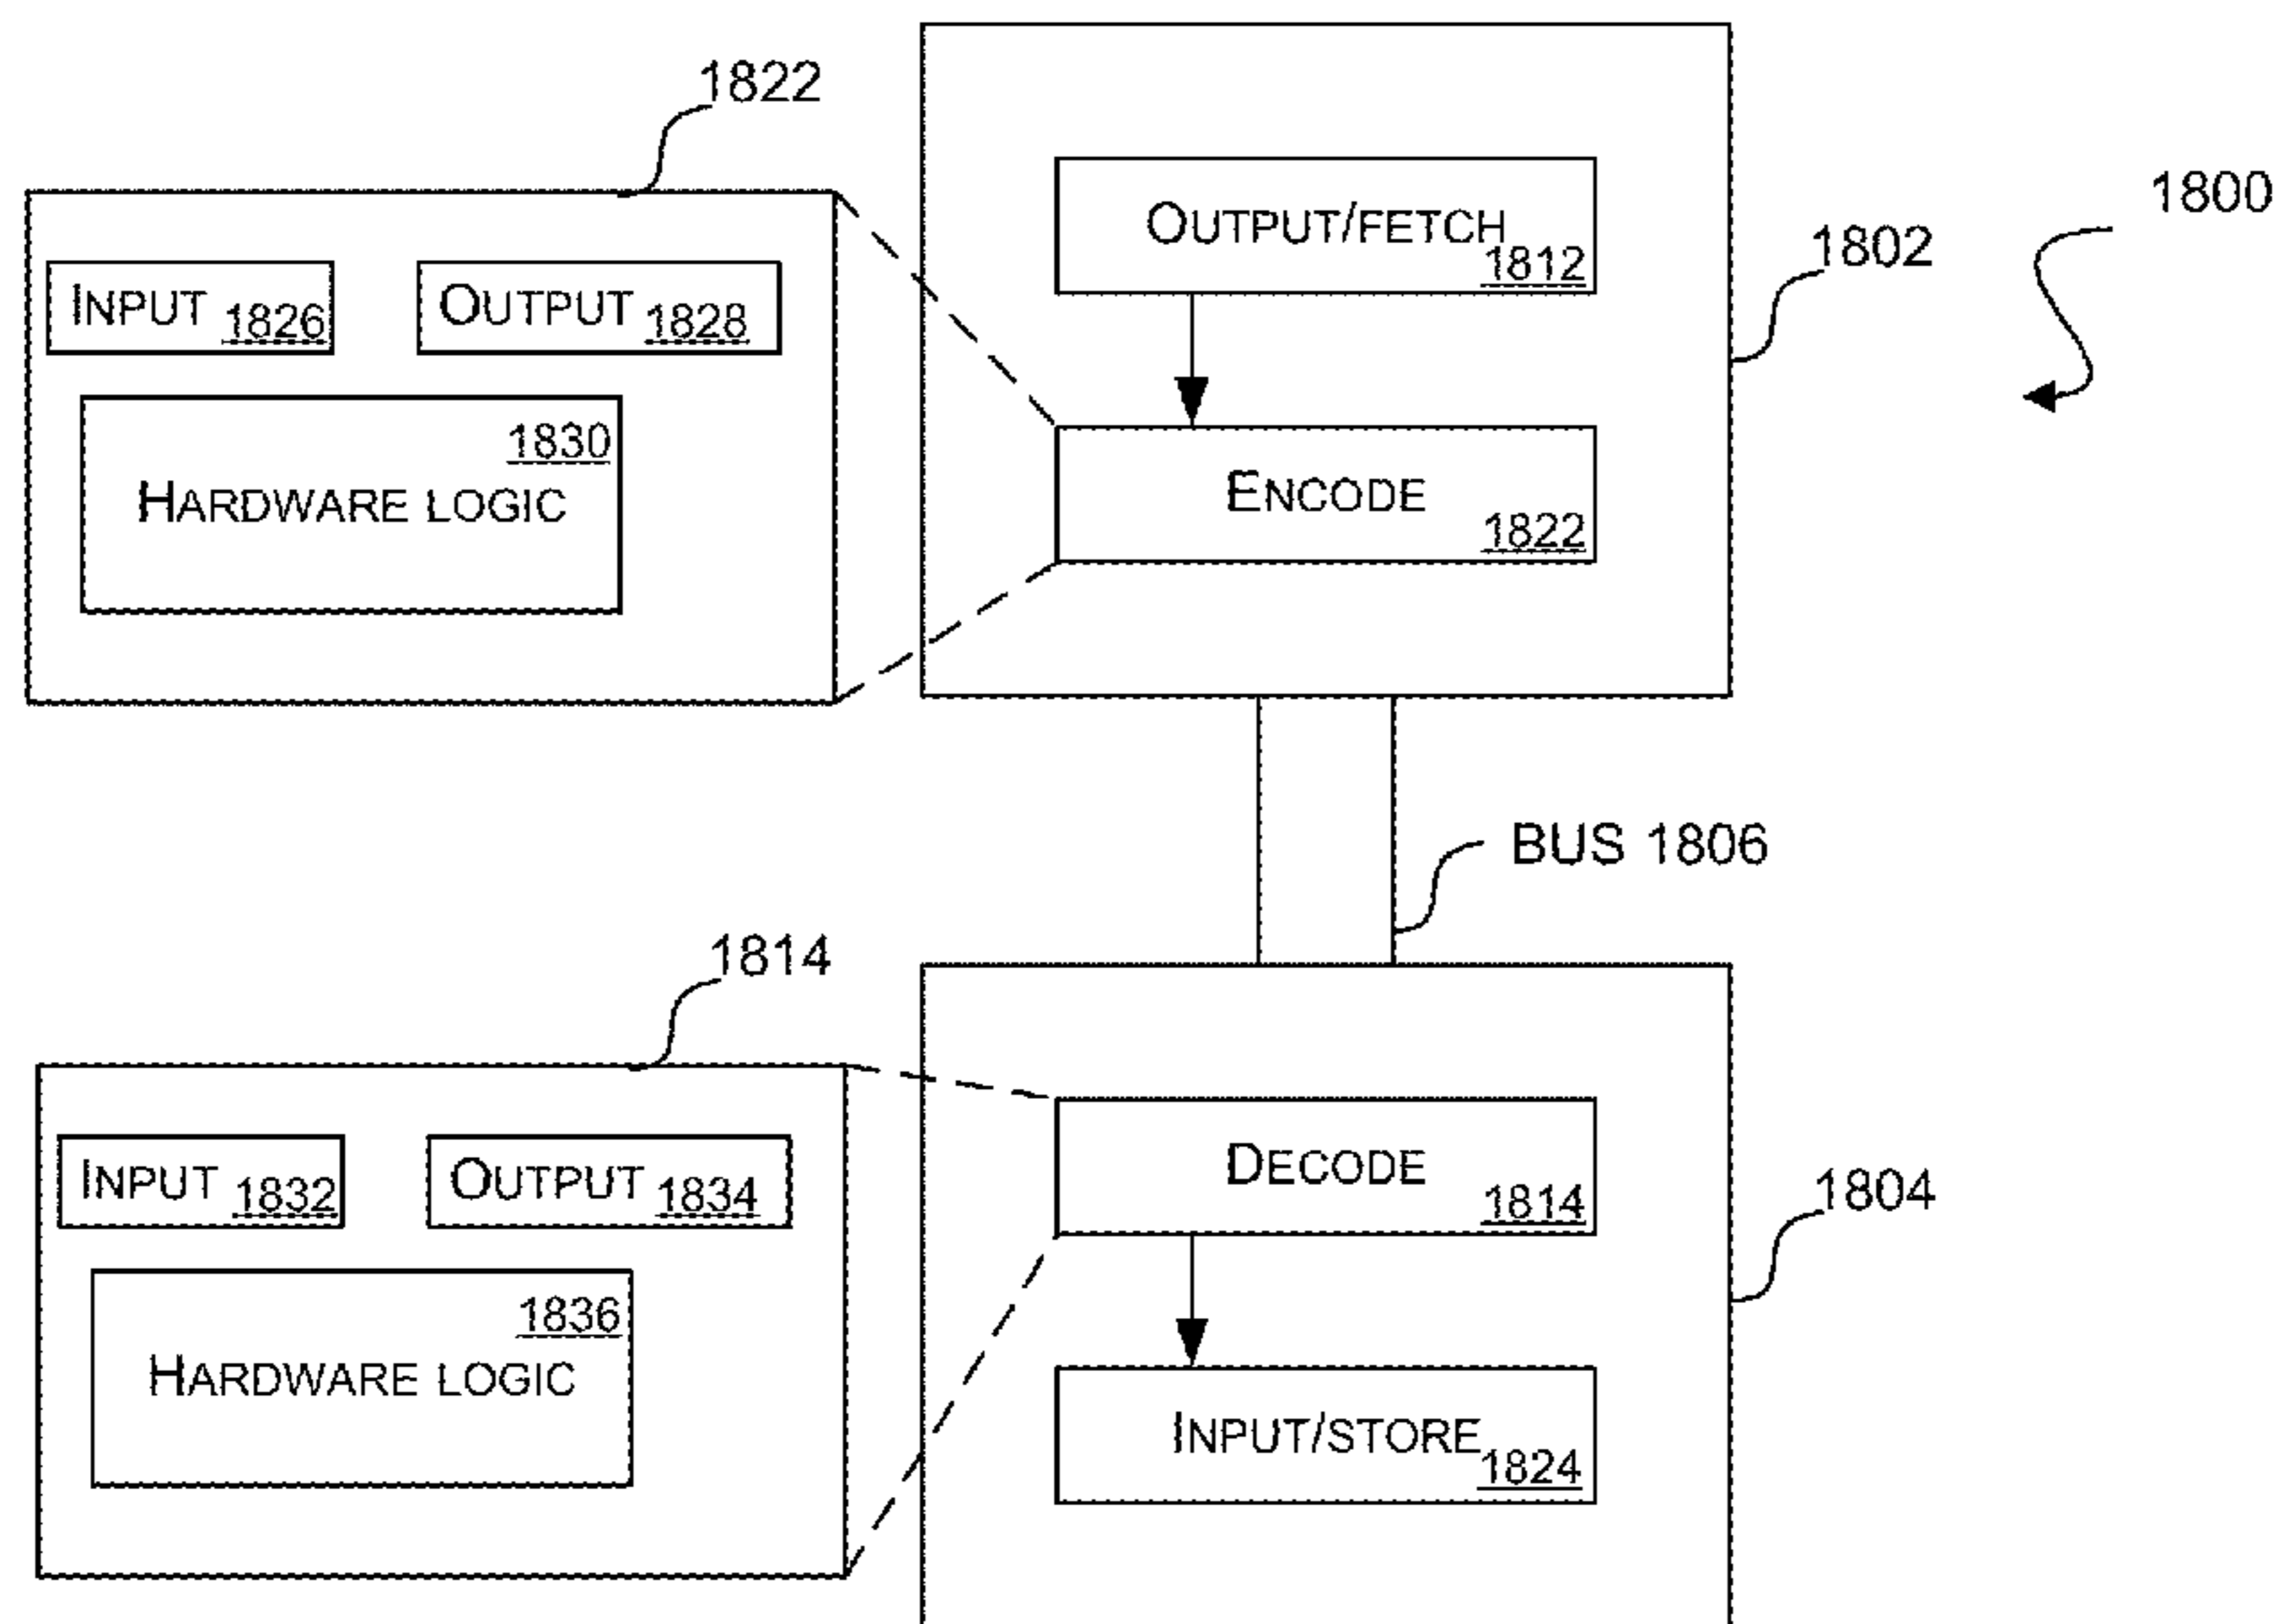 1822
1800
1802
OUTPUT/FETCH
1812
INPUT 1826
OUTPUT 1828
1830
HARDWARE LOGIC
ENCODE
1822
BUS 1806
1814
1804
DECODE
1814
INPUT 1832
OUTPUT 1834
1836
HARDWARE LOGIC
INPUT/STORE
1824